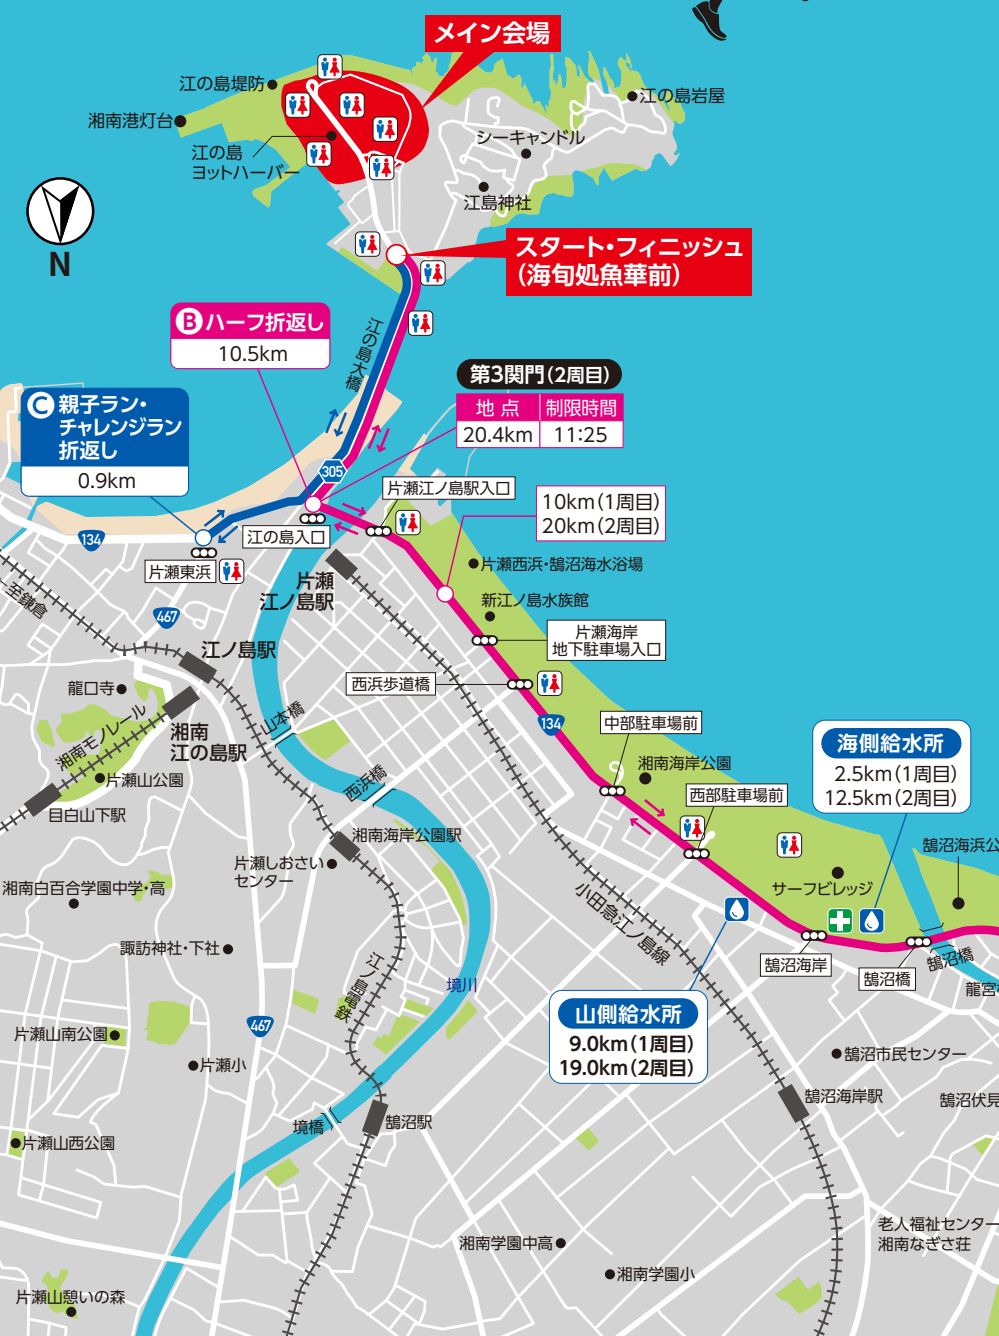 メイン会場
江の島堤防
湘南港灯台
江の島
ヨットハーバー
江の島岩屋
シーキャンドル
江島神社
N
スタート・フィニッシュ
(海旬処魚華前)
Bハーフ折返し
10.5km
江の島大橋
第3関門(2周目)
地 点 制限時間
20.4km 11:25
C 親子ラン・
チャレンジラン
折返し
0.9km
305
片瀬江ノ島駅入口
10km(1周目)
20km(2周目)
134
江の島入口
片瀬東浜
片瀬
江ノ島駅
片瀬西浜・鵠沼海水浴場
新江ノ島水族館
至鎌倉
467
江ノ島駅
片瀬海岸
地下駐車場入口
西浜歩道橋
龍口寺
湘南モノレール
湘南
江の島駅
山本橋
134
中部駐車場前
海側給水所
2.5km(1周目)
12.5km(2周目)
湘南海岸公園
片瀬山公園
西浜橋
西部駐車場前
目白山下駅
湘南海岸公園駅
鵠沼海浜公
片瀬しおさい
センター
湘南白百合学園中学・高
サーフビレッジ
小田急江ノ島線
諏訪神社・下社
江ノ島電鉄
鵠沼海岸
鵠沼橋
鵠沼橋
龍宮
境川
山側給水所
9.0km(1周目)
19.0km(2周目)
467
片瀬山南公園
片瀬小
鵠沼市民センター
鵠沼海岸駅
鵠沼伏見
境橋
鵠沼駅
片瀬山西公園
老人福祉センター
湘南なぎさ荘
湘南学園中高
湘南学園小
片瀬山憩いの森